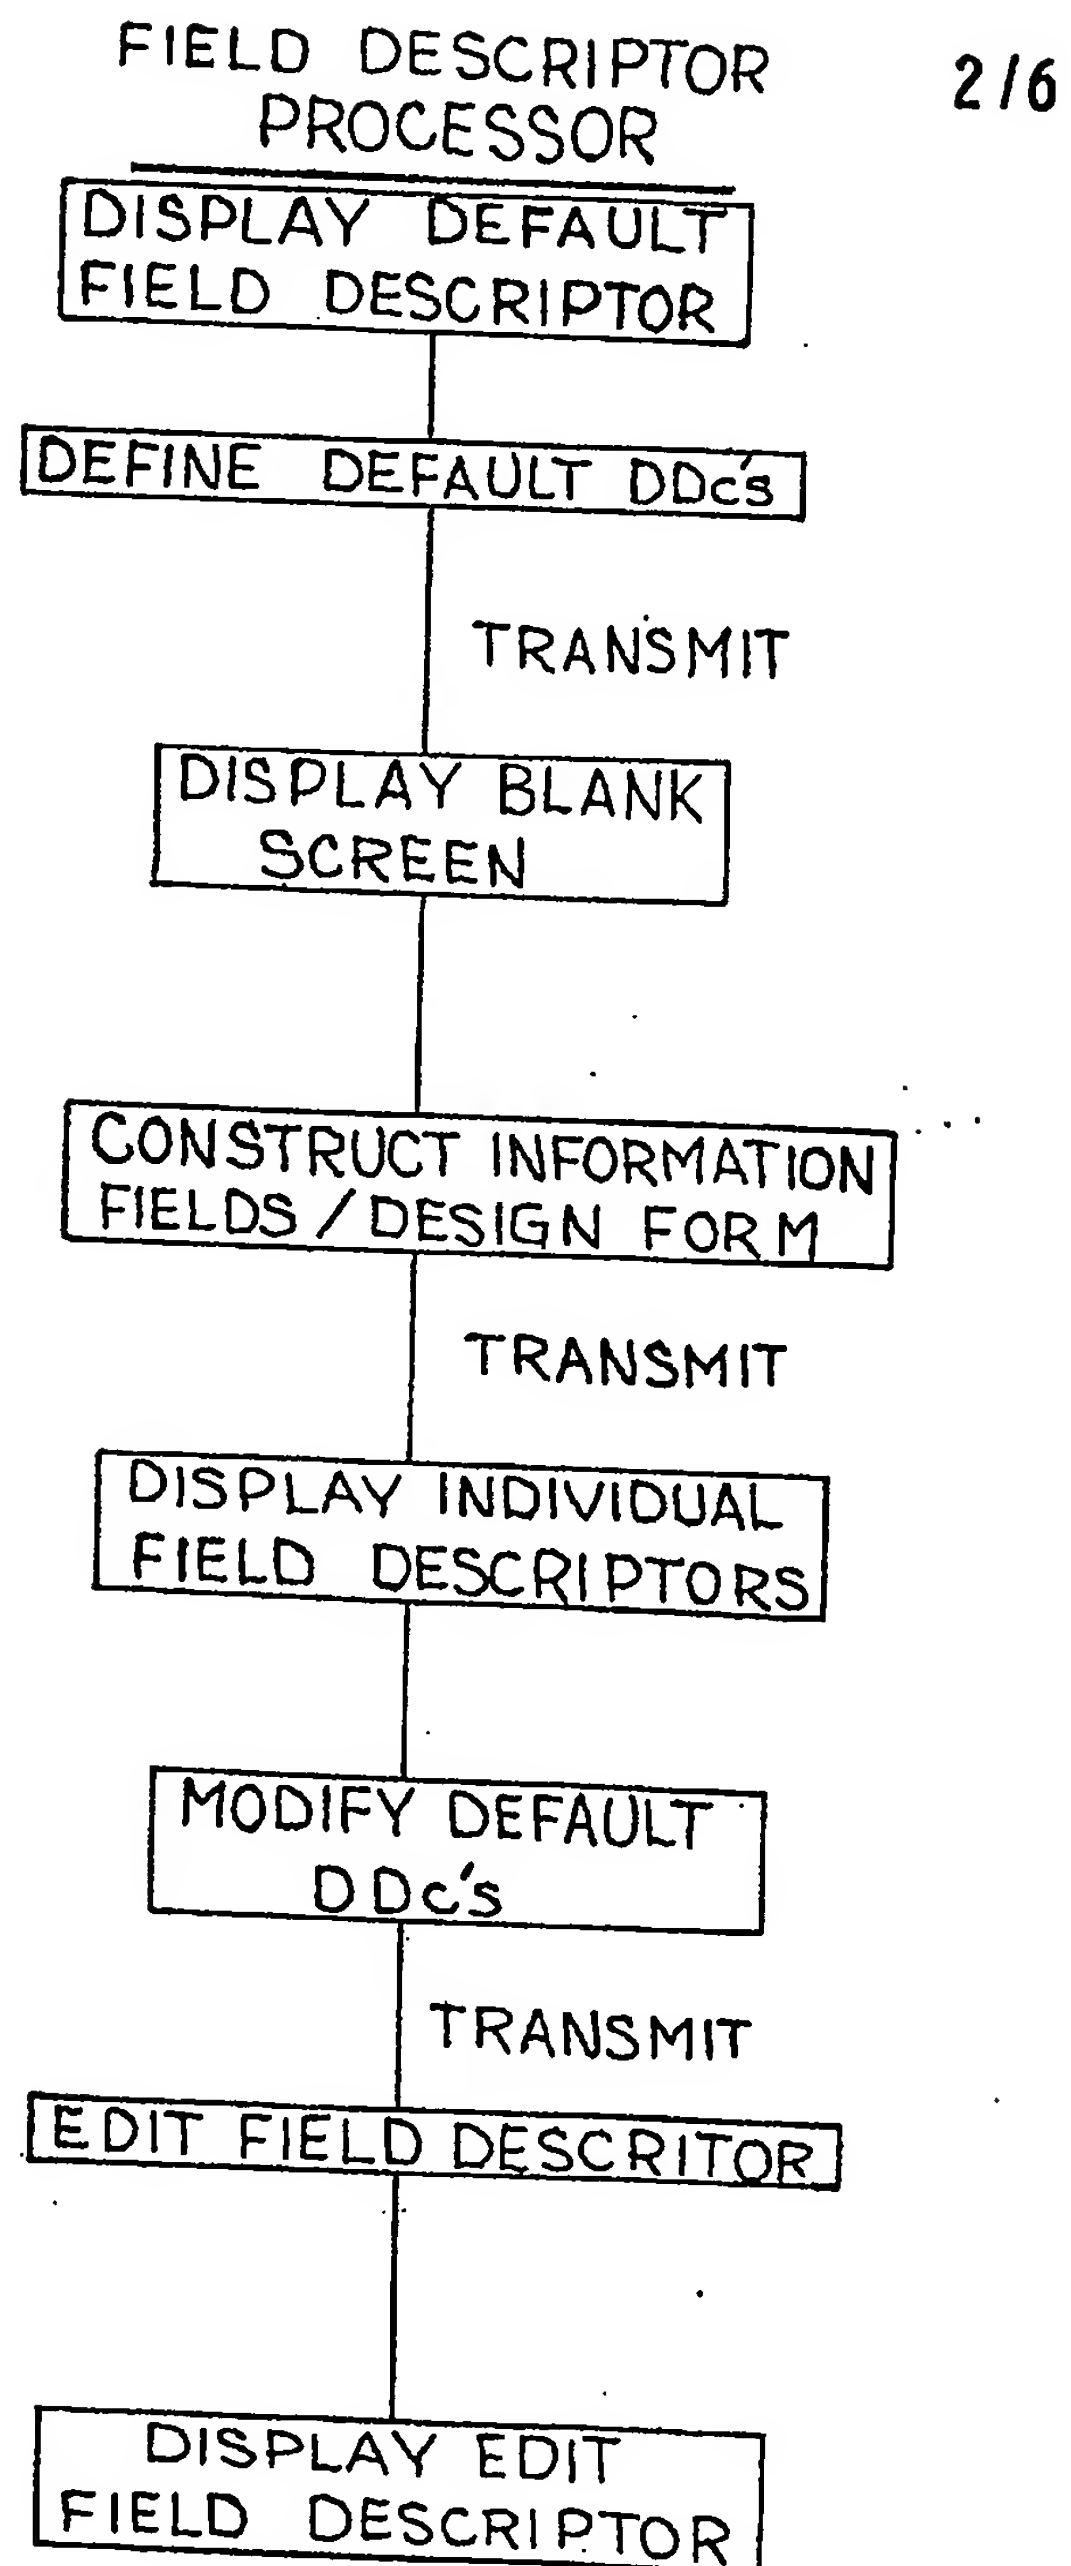 FIELD DESCRIPTOR
PROCESSOR
2/6
DISPLAY DEFAULT
FIELD DESCRIPTOR
DEFINE DEFAULT DDC's
TRANSMIT
DISPLAY BLANK
SCREEN
CONSTRUCT INFORMATION
FIELDS/DESIGN FORM
TRANSMIT
DISPLAY INDIVIDUAL
FIELD DESCRIPTORS
MODIFY DEFAULT
DDC's
TRANSMIT
EDIT FIELD DESCRITOR
DISPLAY EDIT
FIELD DESCRIPTOR